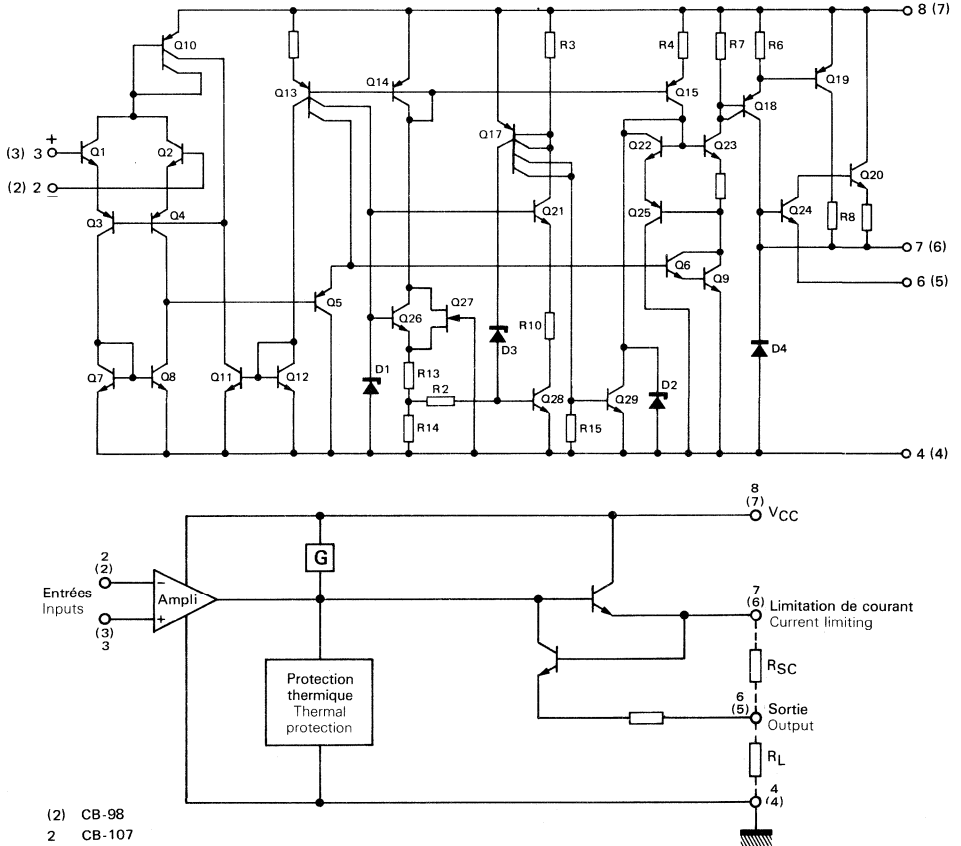 8 (7)
Q10
R3
R4
R7
R6
Q13
Q14
Q15
Q19
Q18
+
(3) 3
Q1
Q2
Q17
Q22
Q23
(2) 2
−
Q20
Q3
Q4
Q21
Q25
Q24
R8
7 (6)
Q6
Q9
6 (5)
Q5
Q26
Q27
R10
D3
D4
Q7
Q8
Q11
Q12
D1
R13
R2
D2
Q28
Q29
R14
R15
4 (4)
8
(7)
VCC
G
2
(2)
Entrées
Inputs
−
Ampli
+
(3)
3
7
(6)
Limitation de courant
Current limiting
RSC
Protection
thermique
Thermal
protection
6
(5)
Sortie
Output
RL
4
(4)
(2) CB-98
2 CB-107